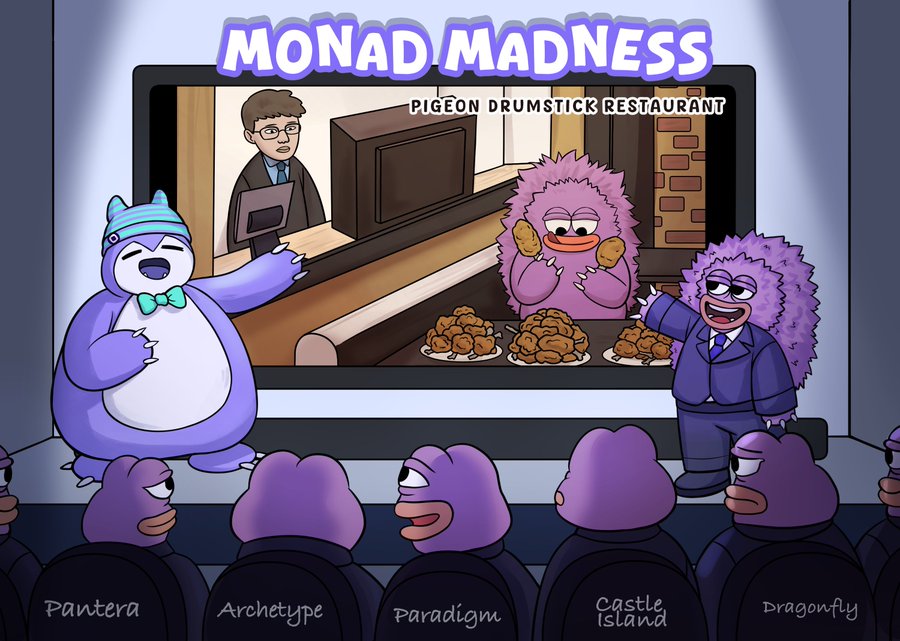 MONAD MADNESS
PIGEON DRUMSTICK RESTAURANT
Pantera
Archetype
Paradigm
Castle
Island
Dragonfly